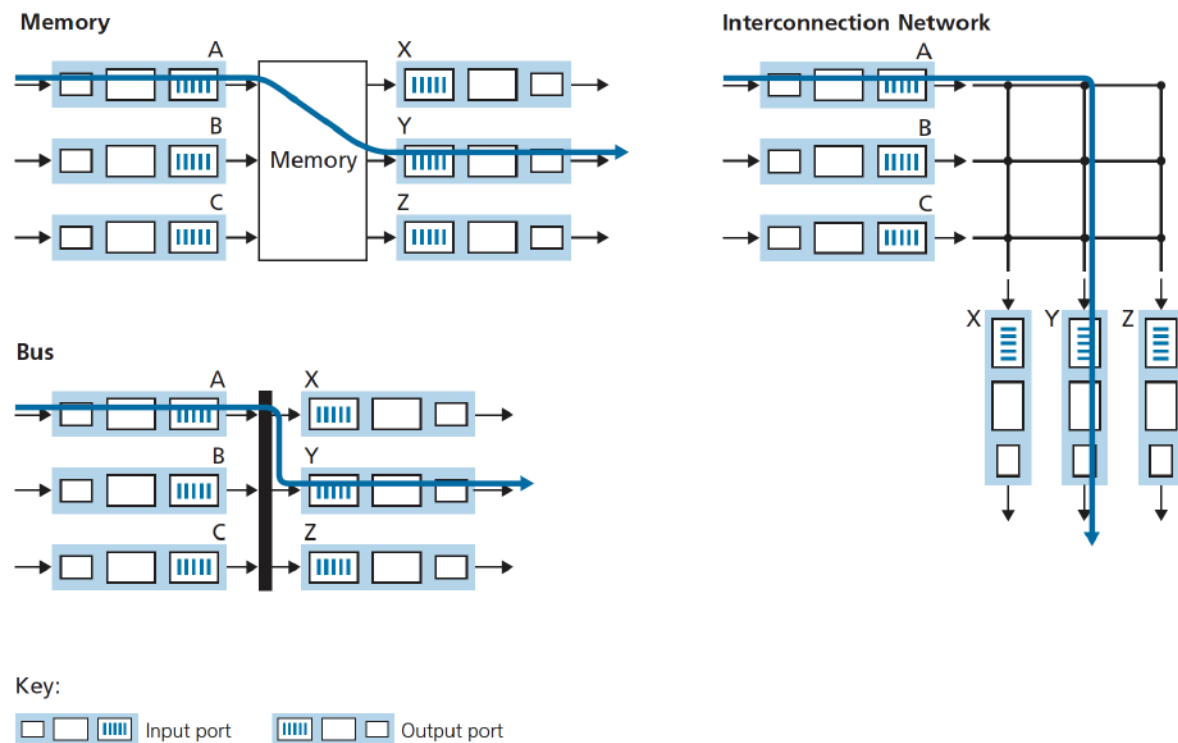 Memory
A
X
B
Y
Memory
C
Z
Interconnection Network
A
B
C
X
Y
Z
Bus
A
X
B
Y
C
Z
Key:
Input port
Output port